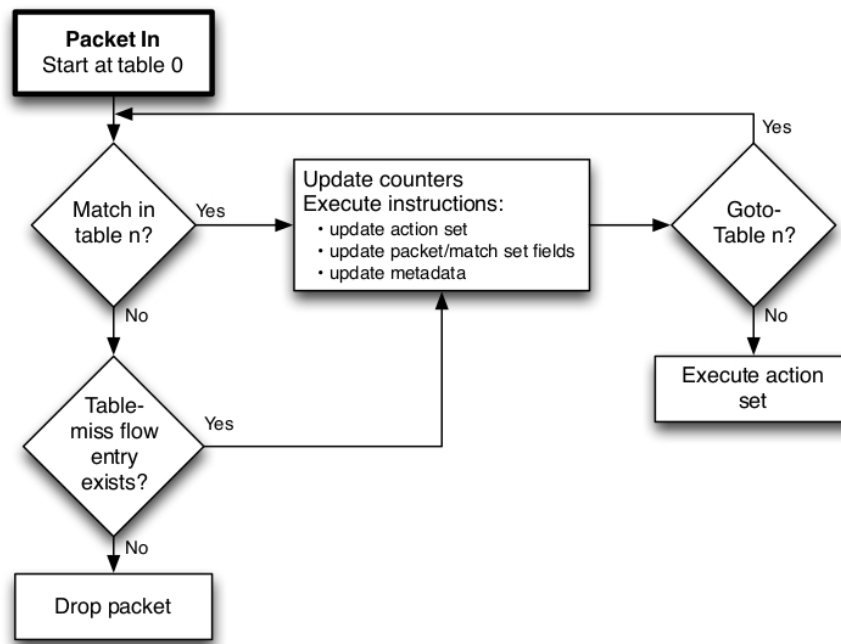 Packet In
Start at table 0
Yes
Match in
table n?
Yes
Update counters
Execute instructions:
• update action set
• update packet/match set fields
• update metadata
Goto-
Table n?
No
No
Execute action
set
Table-
miss flow
entry
exists?
Yes
No
Drop packet